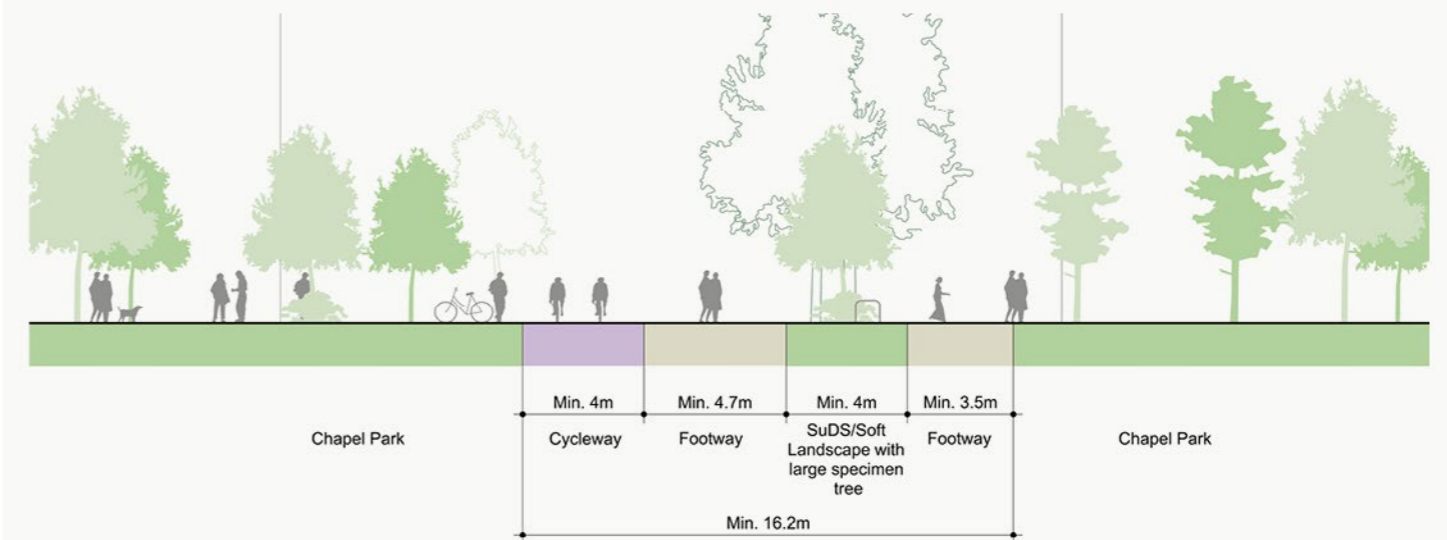 Min. 4m
Min. 4.7m
Min. 4m
Min. 3.5m
Chapel Park
Cycleway
Footway
SuDS/Soft
Landscape with
large specimen
tree
Footway
Chapel Park
Min. 16.2m